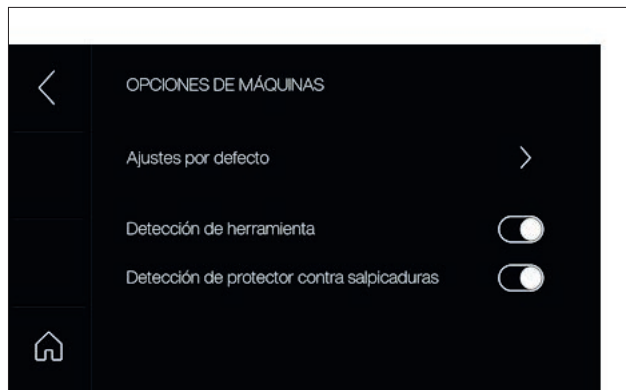 OPCIONES DE MÁQUINAS
Ajustes por defecto
Detección de herramienta
Detección de protector contra salpicaduras